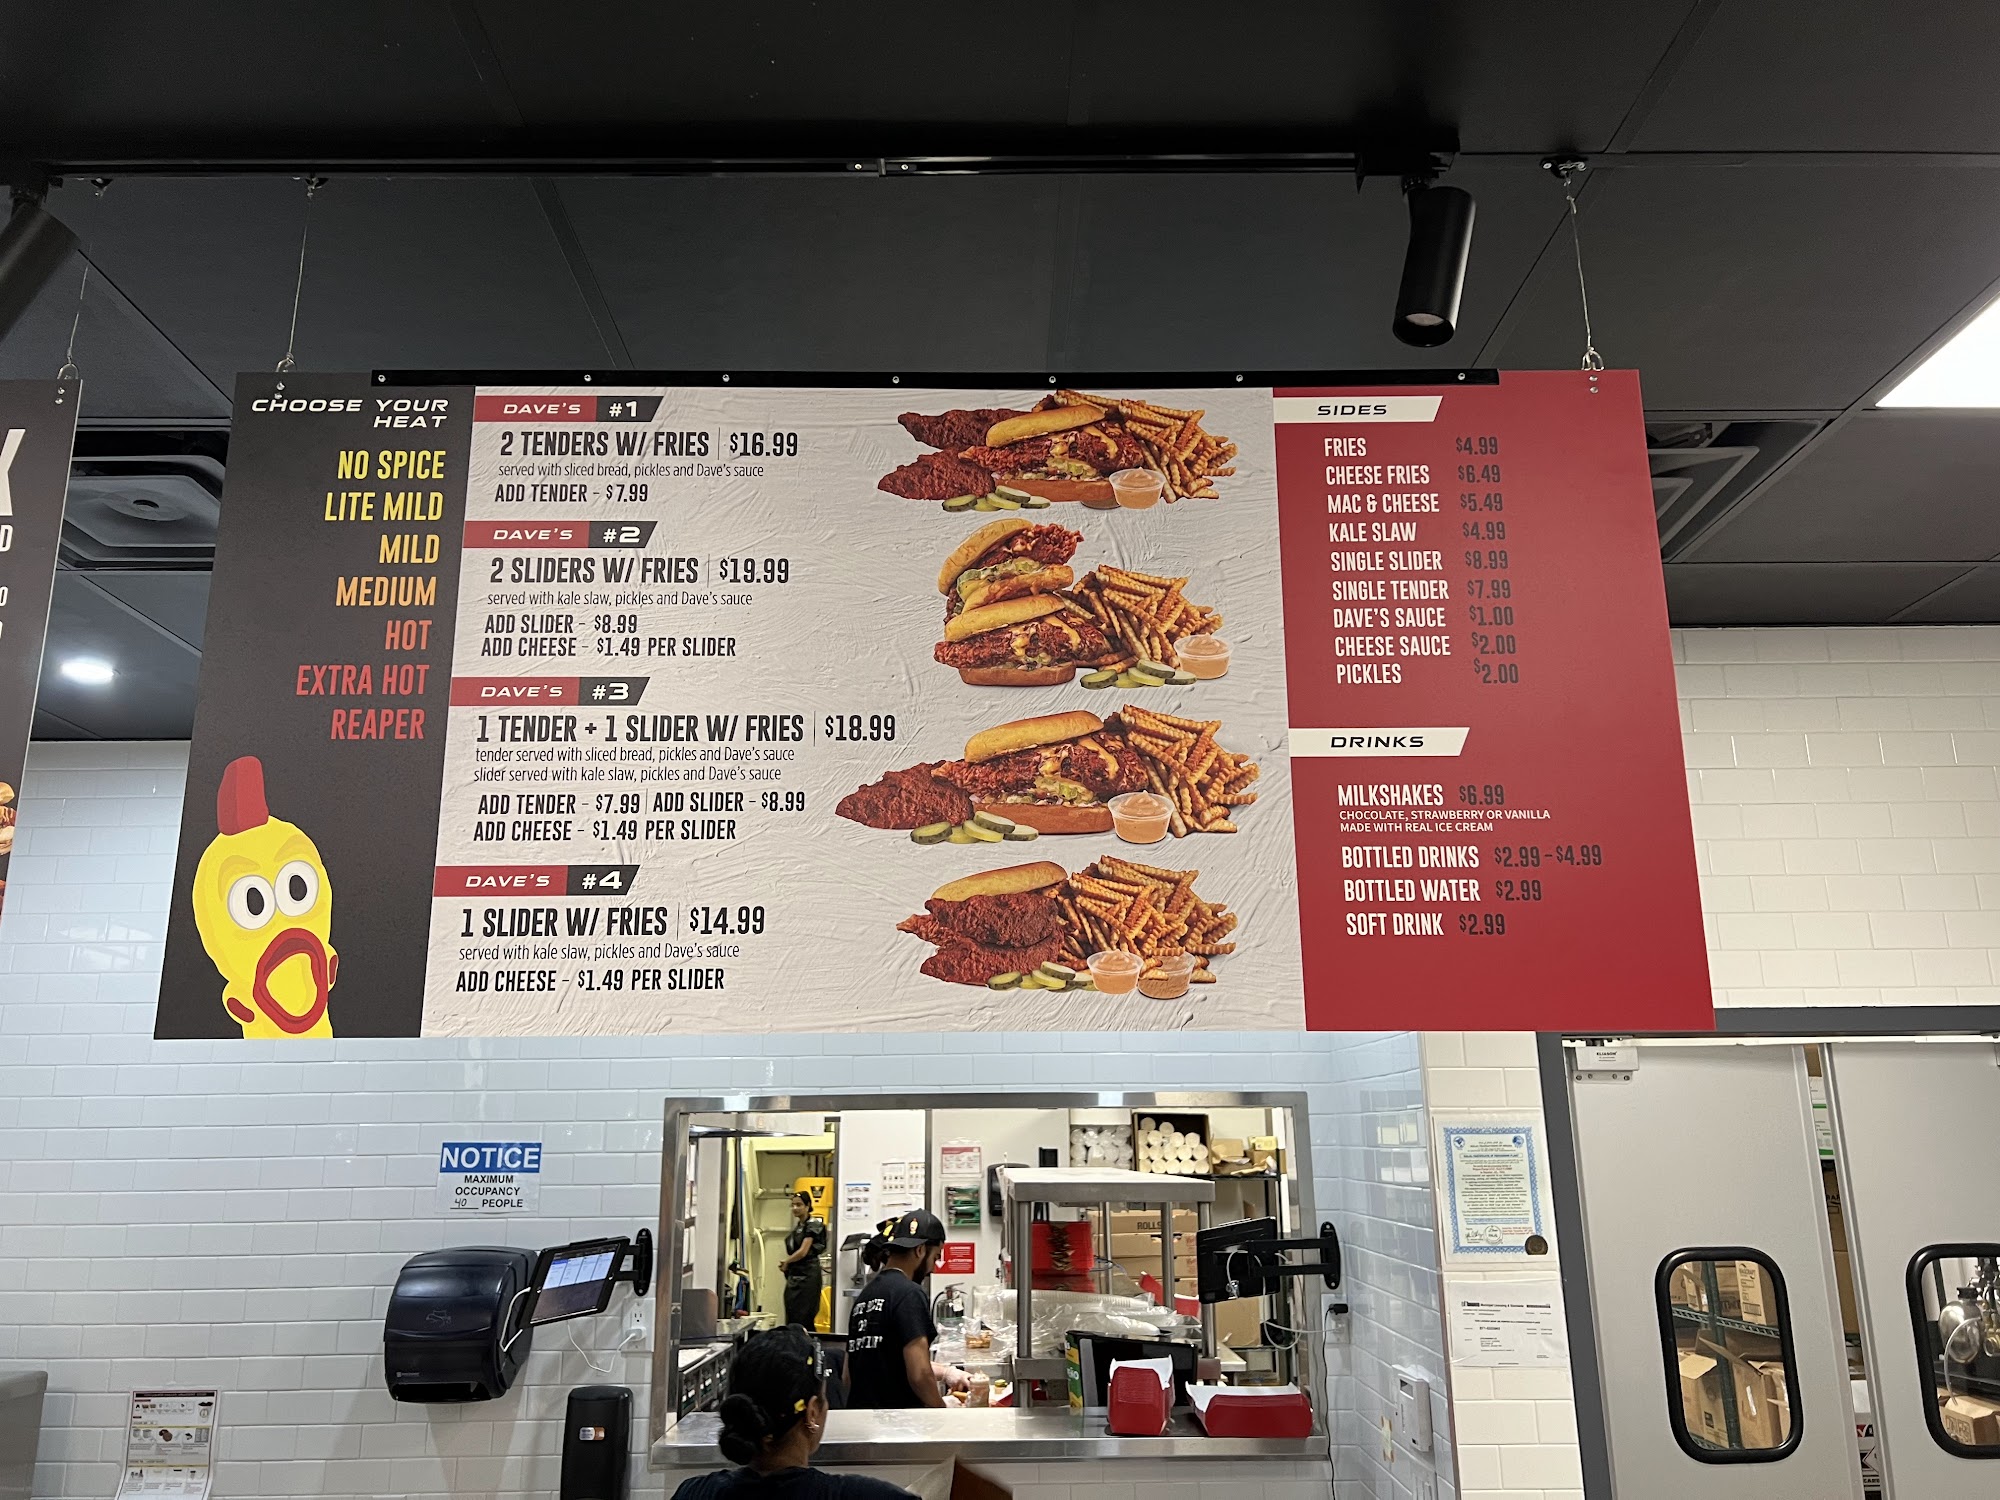 CHOOSE YOUR
HEAT
NO SPICE
LITE MILD
MILD
MEDIUM
HOT
EXTRA HOT
REAPER
DAVE'S #1
2 TENDERS W/ FRIES $16.99
served with sliced bread, pickles and Dave's sauce
ADD TENDER - $7.99
DAVE'S #2
2 SLIDERS W/ FRIES $19.99
served with kale slaw, pickles and Dave's sauce
ADD SLIDER - $8.99
ADD CHEESE - $1.49 PER SLIDER
DAVE'S #3
1 TENDER + 1 SLIDER W/ FRIES $18.99
tender served with sliced bread, pickles and Dave's sauce
slider served with kale slaw, pickles and Dave's sauce
ADD TENDER - $7.99 ADD SLIDER - $8.99
ADD CHEESE - $1.49 PER SLIDER
DAVE'S #4
1 SLIDER W/ FRIES $14.99
served with kale slaw, pickles and Dave's sauce
ADD CHEESE - $1.49 PER SLIDER
SIDES
FRIES $4.99
CHEESE FRIES $6.49
MAC & CHEESE $5.49
KALE SLAW $4.99
SINGLE SLIDER $8.99
SINGLE TENDER $7.99
DAVE'S SAUCE $1.00
CHEESE SAUCE $2.00
PICKLES $2.00
DRINKS
MILKSHAKES $6.99
CHOCOLATE, STRAWBERRY OR VANILLA
MADE WITH REAL ICE CREAM
BOTTLED DRINKS $2.99 - $4.99
BOTTLED WATER $2.99
SOFT DRINK $2.99
NOTICE
MAXIMUM
OCCUPANCY
40 PEOPLE
ROLLS